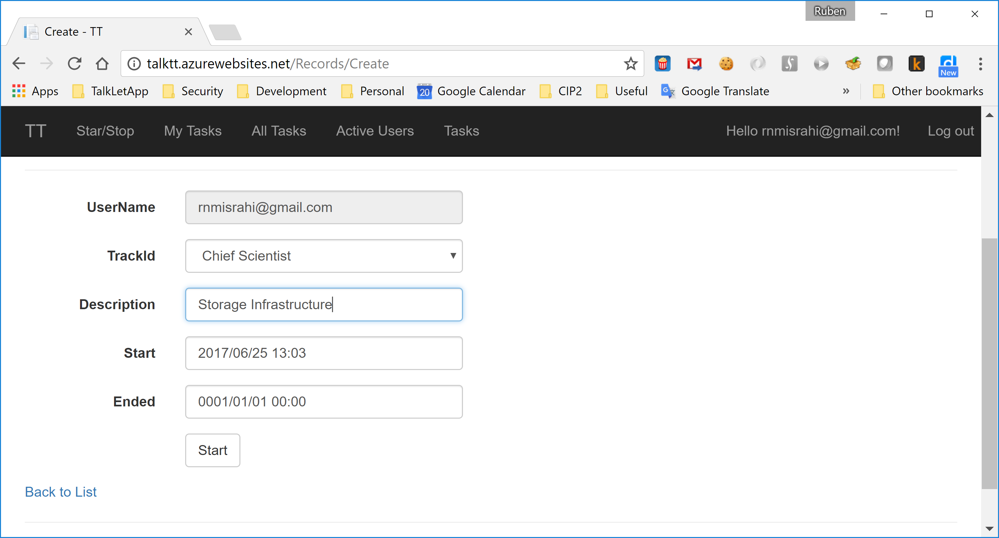 Ruben
Create - TT
talktt.azurewebsites.net/Records/Create
New
Apps TalkLetApp Security Development Personal 20 Google Calendar CIP2 Useful G Google Translate » Other bookmarks
TT Star/Stop My Tasks All Tasks Active Users Tasks Hello rnmisrahi@gmail.com! Log out
UserName rnmisrahi@gmail.com
TrackId Chief Scientist
Description Storage Infrastructure
Start 2017/06/25 13:03
Ended 0001/01/01 00:00
Start
Back to List